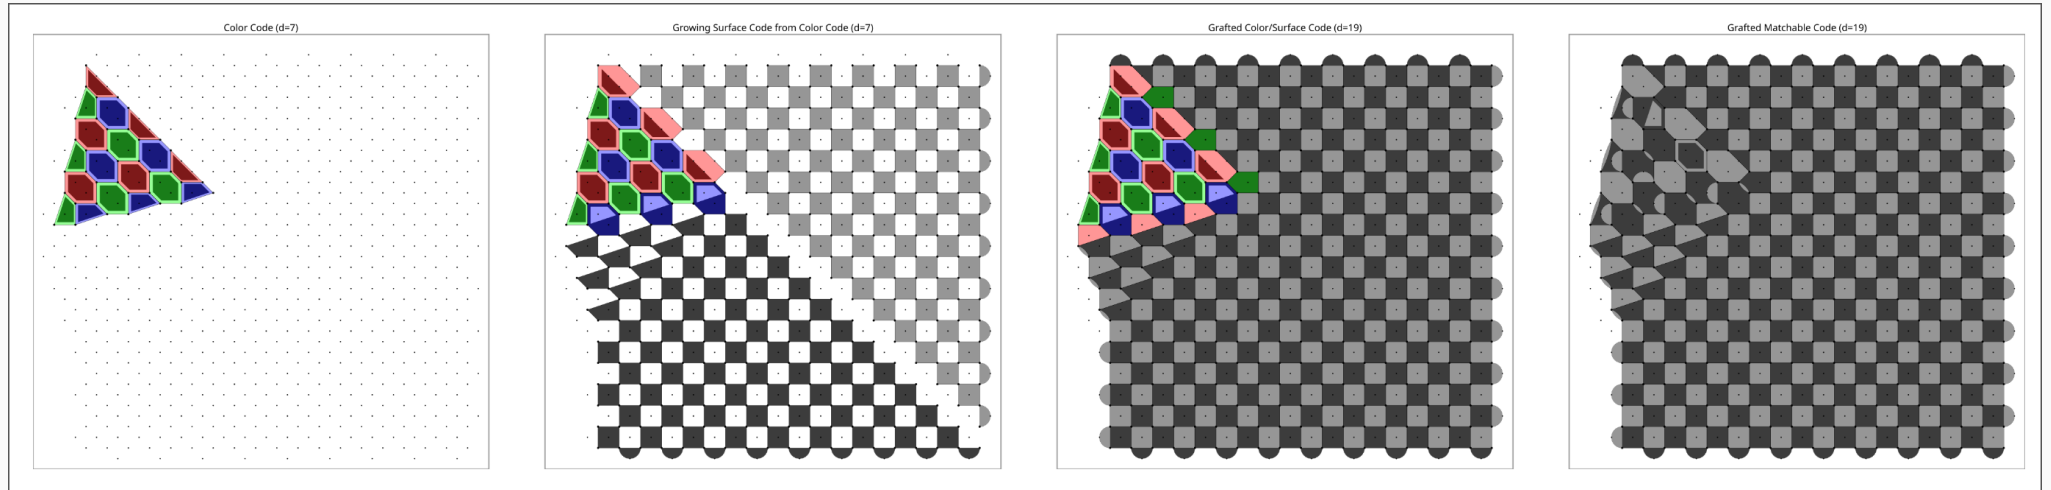 Color Code (d=7)
Growing Surface Code from Color Code (d=7)
Grafted Color/Surface Code (d=19)
Grafted Matchable Code (d=19)